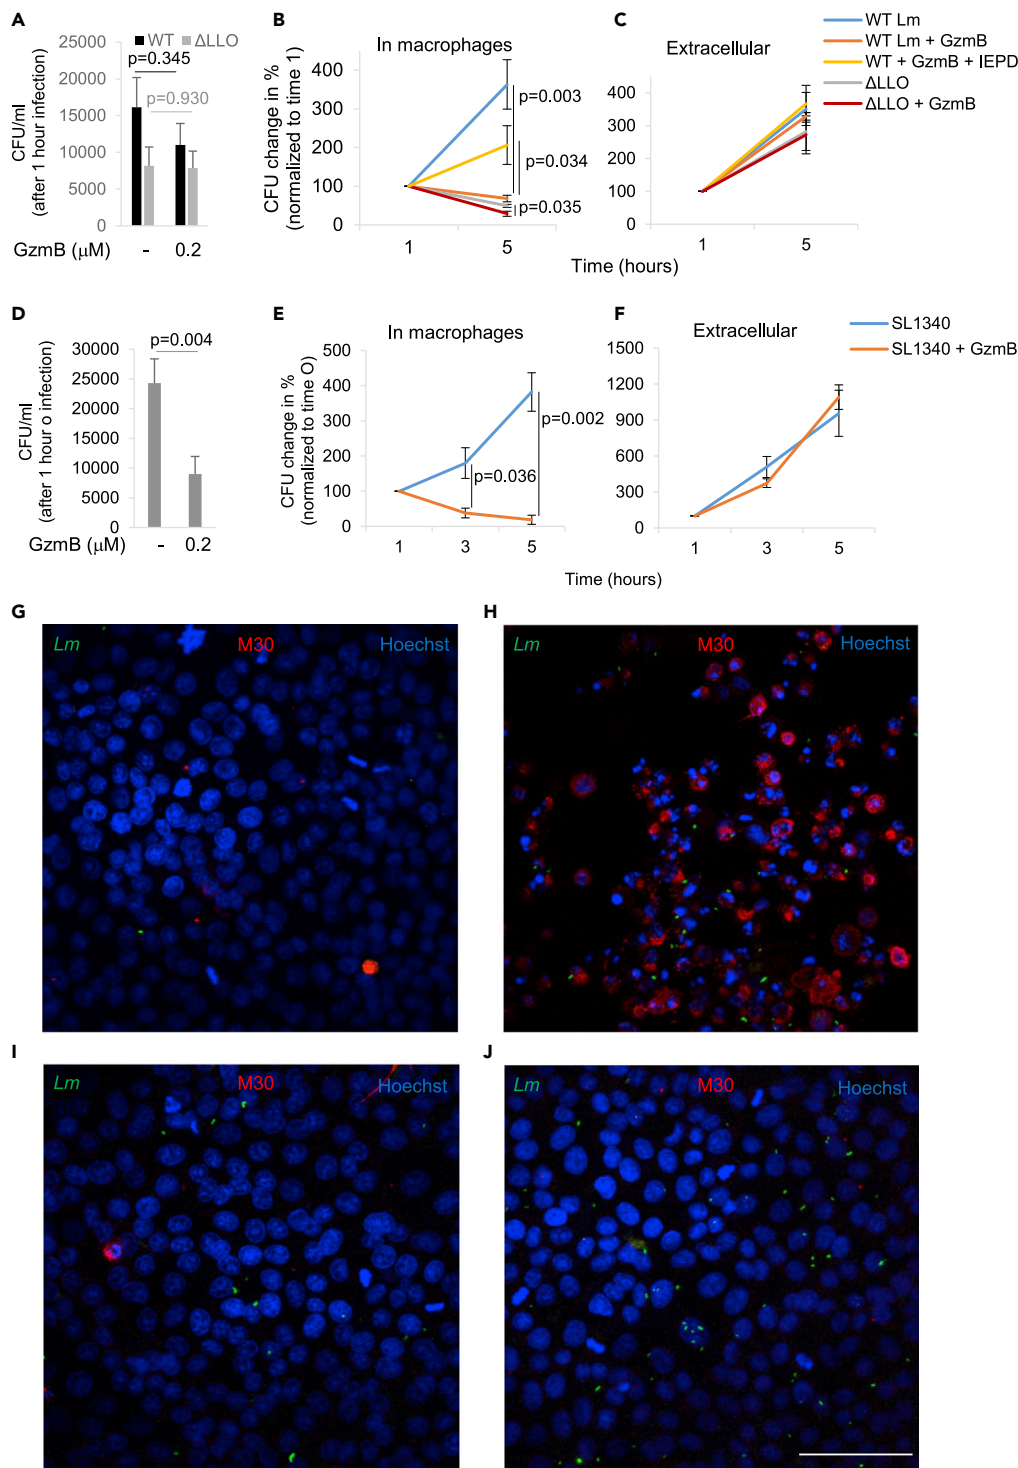 A
WT ΔLLO
25000
20000
15000
10000
5000
0
p=0.345
p=0.930
CFU/ml
(after 1 hour infection)
GzmB (μM) - 0.2
B
In macrophages
400
300
200
100
0
p=0.003
p=0.034
p=0.035
CFU change in %
(normalized to time 1)
1 5
C
Extracellular
WT Lm
WT Lm + GzmB
WT + GzmB + IEPD
ΔLLO
ΔLLO + GzmB
400
300
200
100
0
1 5
Time (hours)
D
30000
25000
20000
15000
10000
5000
0
p=0.004
CFU/ml
(after 1 hour o infection)
GzmB (μM) - 0.2
E
In macrophages
500
400
300
200
100
0
p=0.002
p=0.036
CFU change in %
(normalized to time O)
1 3 5
F
Extracellular
SL1340
SL1340 + GzmB
1500
1200
900
600
300
0
1 3 5
Time (hours)
G
Lm M30 Hoechst
H
Lm M30 Hoechst
I
Lm M30 Hoechst
J
Lm M30 Hoechst